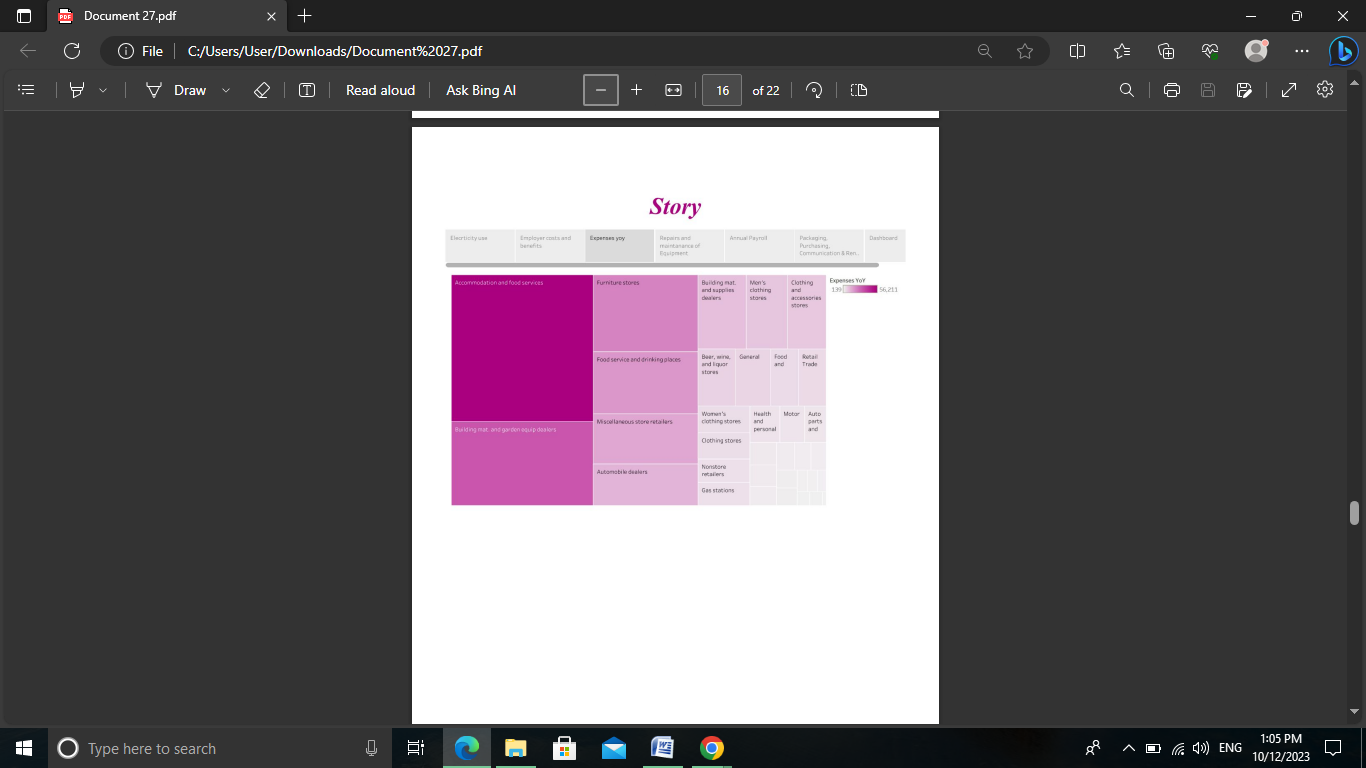 Document 27.pdf
File
C:/Users/User/Downloads/Document%2027.pdf
Draw
Read aloud
Ask Bing AI
16
of 22
Story
Electricity use
Employer costs and
benefits
Expenses yoy
Repairs and
maintanance of
Equipment
Annual Payroll
Packaging,
Purchasing,
Communication & Ren...
Dashboard
Accommodation and food services
Furniture stores
Building mat.
and supplies
dealers
Men's
clothing
stores
Clothing
and
accessories
stores
Expenses YoY
139
56,211
Food service and drinking places
Beer, wine,
and liquor
stores
General
Food
and
Retail
Trade
Miscellaneous store retailers
Women's
clothing stores
Health
and
personal
Motor
Auto
parts
and
Building mat. and garden equip dealers
Clothing stores
Automobile dealers
Nonstore
retailers
Gas stations
Type here to search
ENG
1:05 PM
10/12/2023